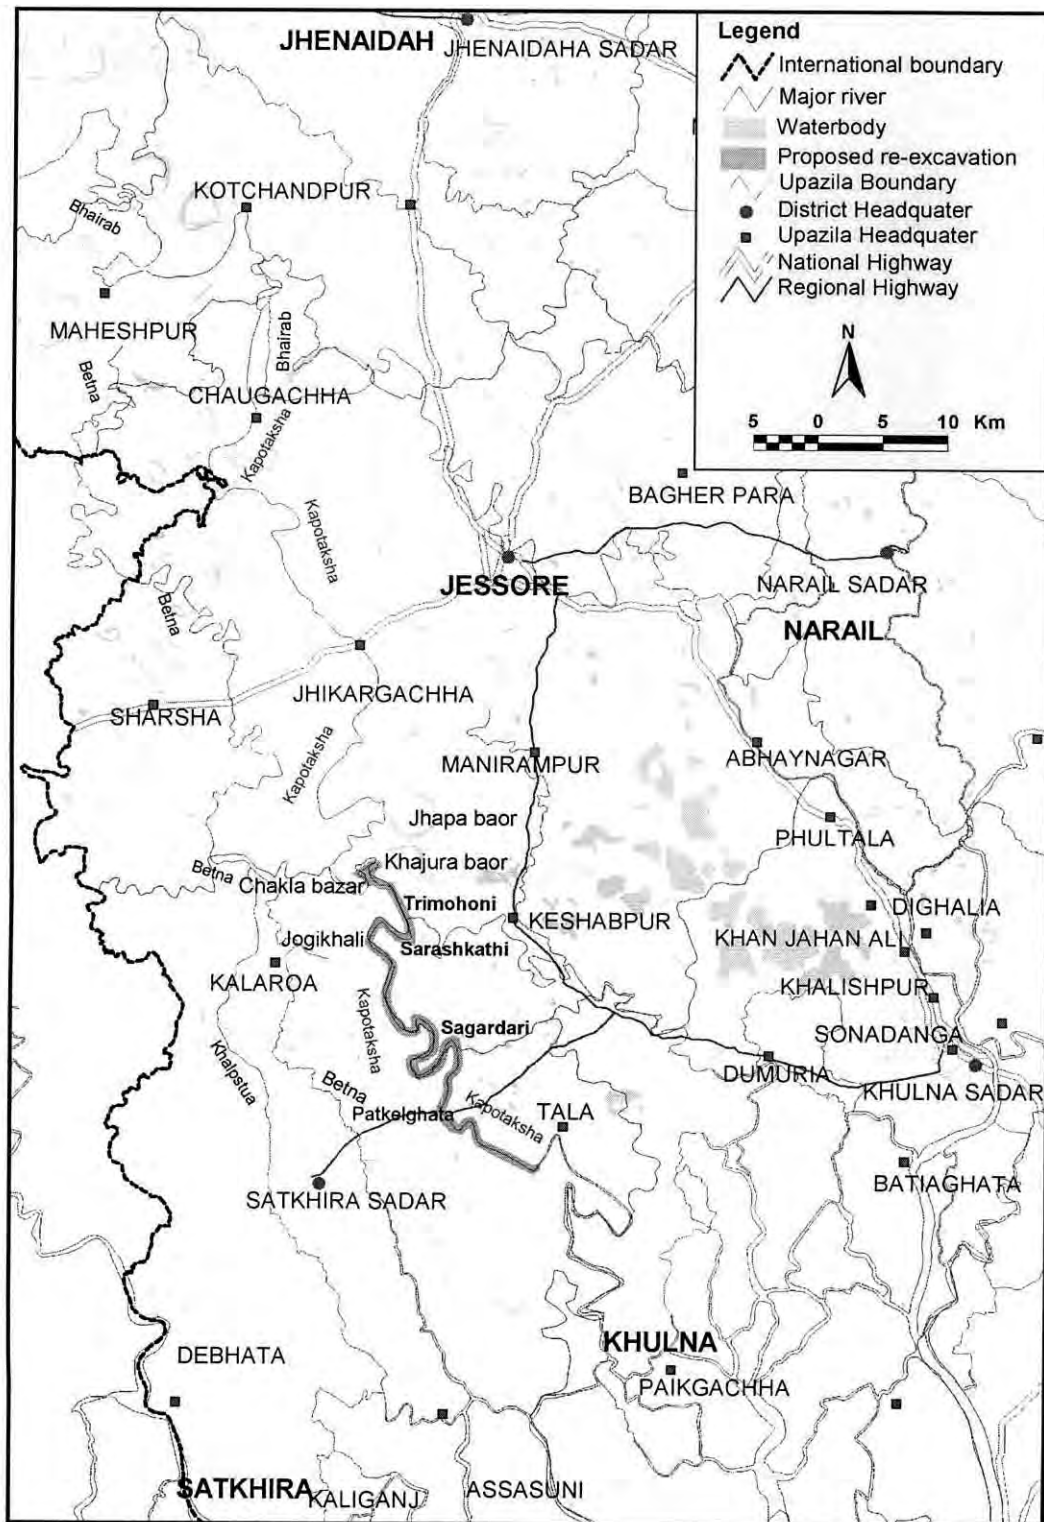 Legend
International boundary
Major river
Waterbody
Proposed re-excavation
Upazila Boundary
District Headquater
Upazila Headquater
National Highway
Regional Highway
N
5 0 5 10 Km
JHENAIDAH
JHENAIDAHA SADAR
KOTCHANDPUR
Bhairab
MAHESHPUR
Bhairab
Betna
CHAUGACHHA
Kapotaksha
BAGHER PARA
Kapotaksha
JESSORE
NARAIL SADAR
Betna
NARAIL
JHIKARGACHHA
SHARSHA
Kapotaksha
MANIRAMPUR
ABHAYNAGAR
Jhapa baor
PHULTALA
Khajura baor
Betna
Chakla bazar
Trimohoni
KESHABPUR
DIGHALIA
Jogikhali
Sarashkathi
KHAN JAHAN ALI
KALAROA
KHALISHPUR
Kapotaksha
Sagardari
SONADANGA
Khalpstua
DUMURIA
KHULNA SADAR
Betna
Patkelghata
Kapotaksha
TALA
SATKHIRA SADAR
BATIAGHATA
KHULNA
DEBHATA
PAIKGACHHA
SATKHIRA
KALIGANJ
ASSASUNI